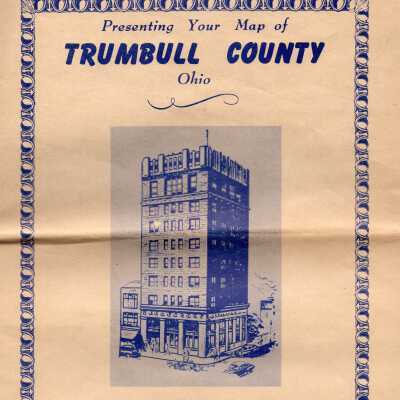 Presenting Your Map of
TRUMBULL COUNTY
Ohio